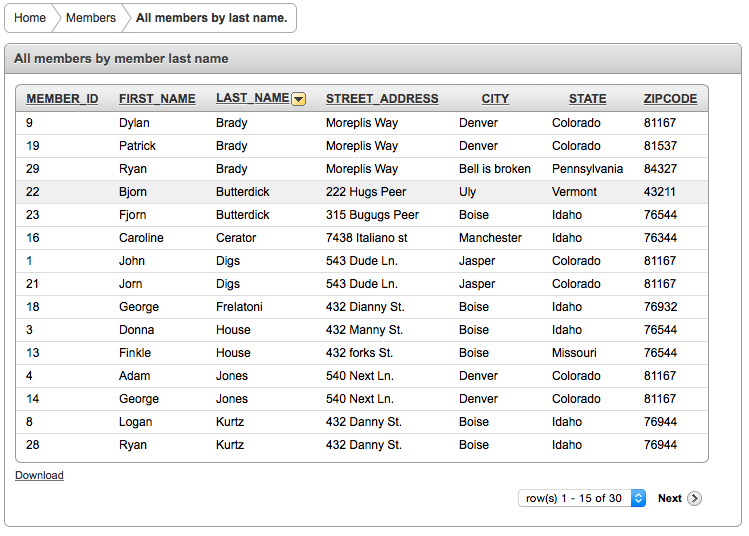 Home Members All members by last name.
All members by member last name
MEMBER_ID FIRST_NAME LAST_NAME STREET_ADDRESS CITY STATE ZIPCODE
9 Dylan Brady Moreplis Way Denver Colorado 81167
19 Patrick Brady Moreplis Way Denver Colorado 81537
29 Ryan Brady Moreplis Way Bell is broken Pennsylvania 84327
22 Bjorn Butterdick 222 Hugs Peer Uly Vermont 43211
23 Fjorn Butterdick 315 Bugugs Peer Boise Idaho 76544
16 Caroline Cerator 7438 Italiano st Manchester Idaho 76344
1 John Digs 543 Dude Ln. Jasper Colorado 81167
21 Jorn Digs 543 Dude Ln. Jasper Colorado 81167
18 George Frelatoni 432 Dianny St. Boise Idaho 76932
3 Donna House 432 Manny St. Boise Idaho 76544
13 Finkle House 432 forks St. Boise Missouri 76544
4 Adam Jones 540 Next Ln. Denver Colorado 81167
14 George Jones 540 Next Ln. Denver Colorado 81167
8 Logan Kurtz 432 Danny St. Boise Idaho 76944
28 Ryan Kurtz 432 Danny St. Boise Idaho 76944
Download
row(s) 1 - 15 of 30 Next